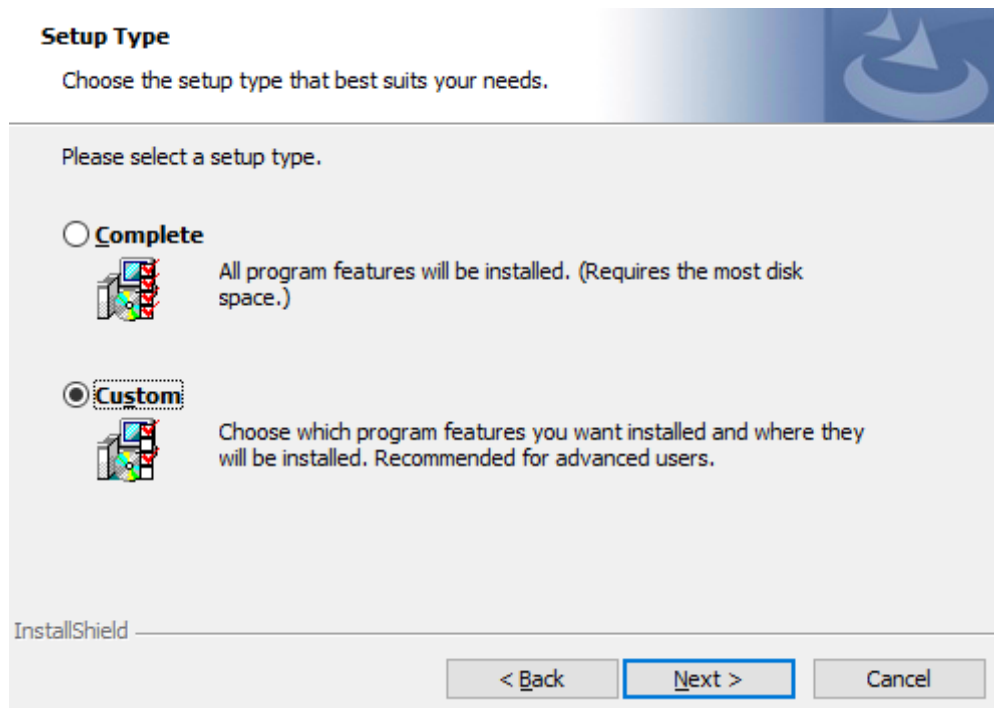 Setup Type
Choose the setup type that best suits your needs.
Please select a setup type.
Complete
All program features will be installed. (Requires the most disk
space.)
Custom
Choose which program features you want installed and where they
will be installed. Recommended for advanced users.
InstallShield
< Back
Next >
Cancel